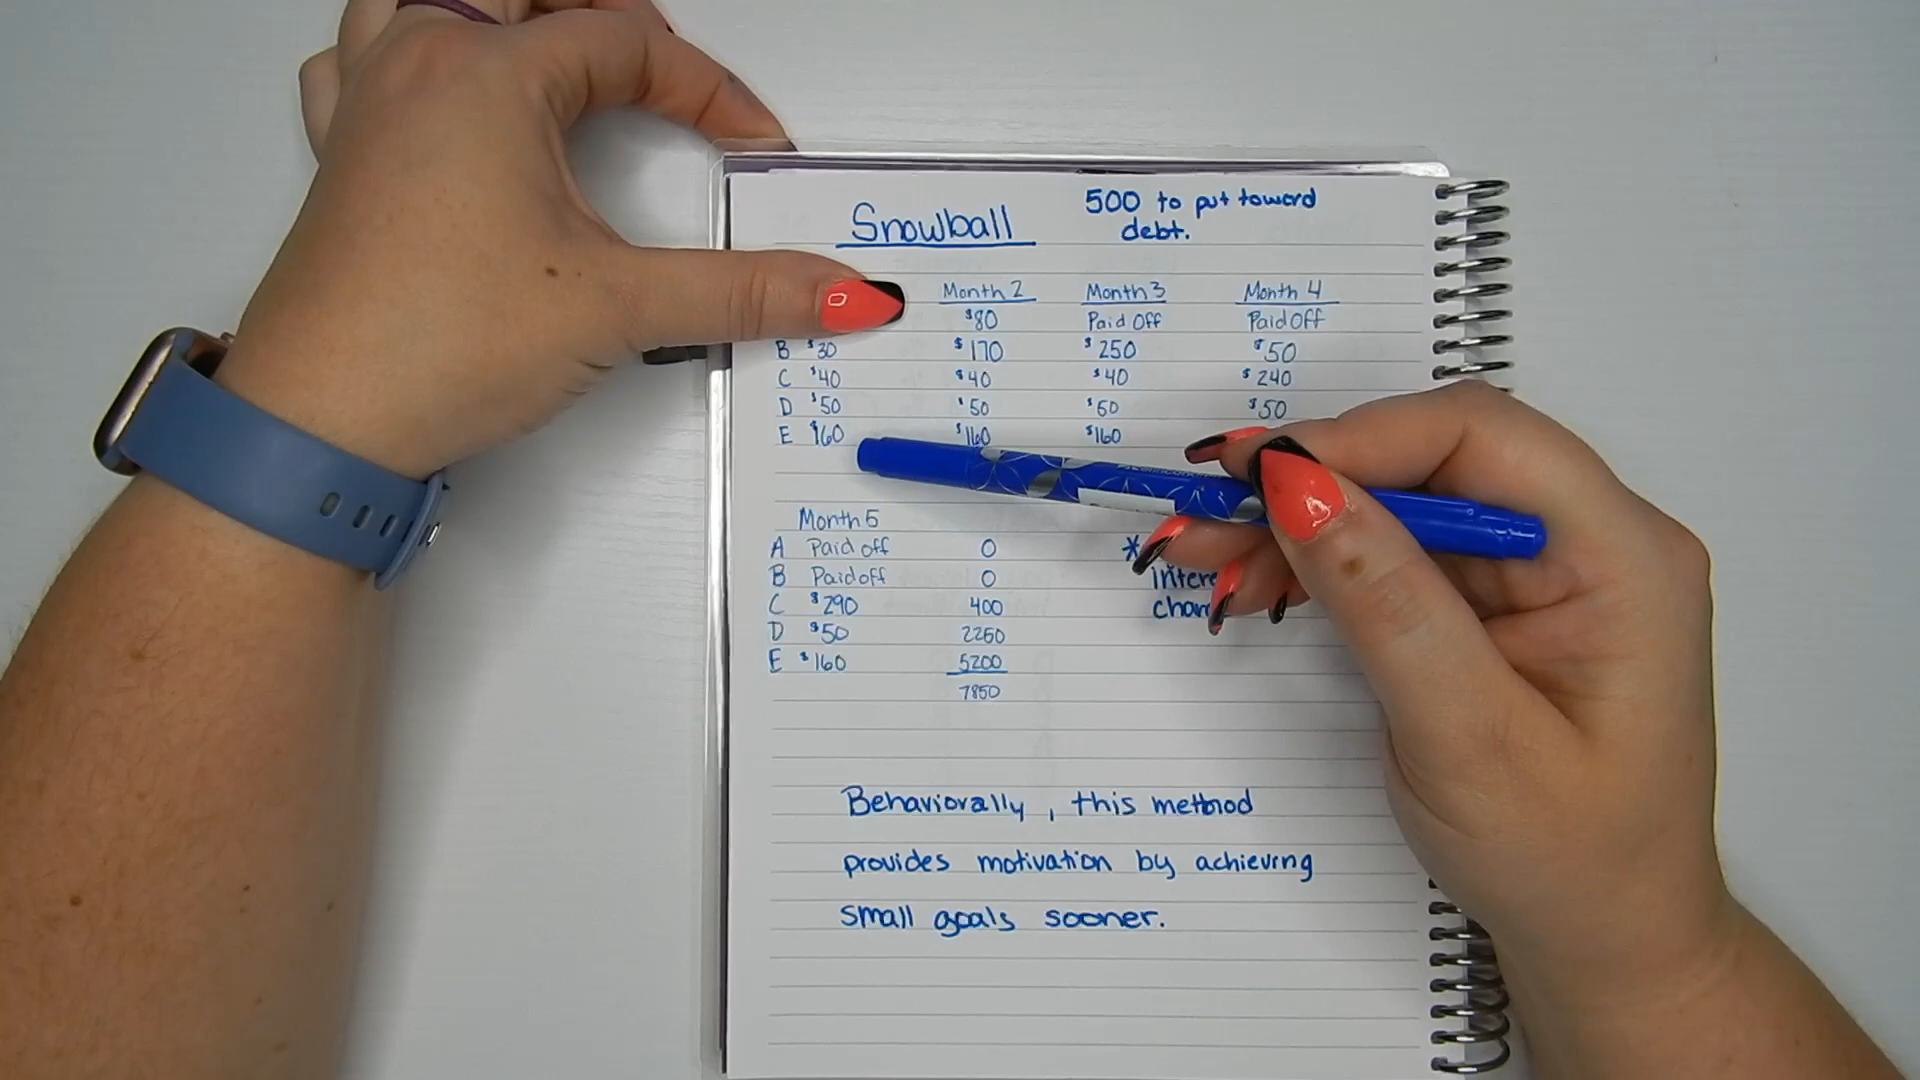 Snowball
500 to put toward
debt.
Month 2 Month 3 Month 4
$80 Paid Off Paid Off
B $30 $170 $250 $50
C $40 $40 $40 $240
D $50 $50 $50 $50
E $160 $160 $160
Month 5
A Paid off 0 *
B Paid off 0
C $290 400
D $50 2250
E $160 5200
7850
Behaviorally, this method
provides motivation by achieving
small goals sooner.